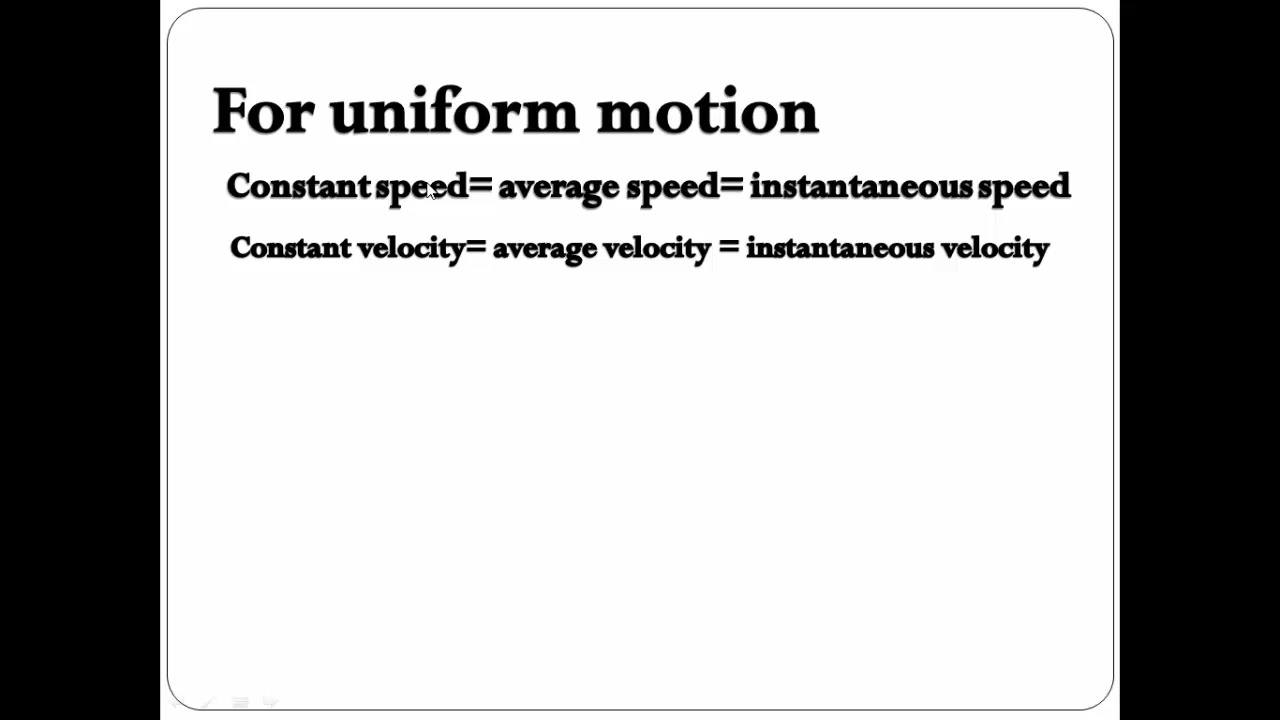 For uniform motion
Constant speed= average speed= instantaneous speed
Constant velocity= average velocity = instantaneous velocity